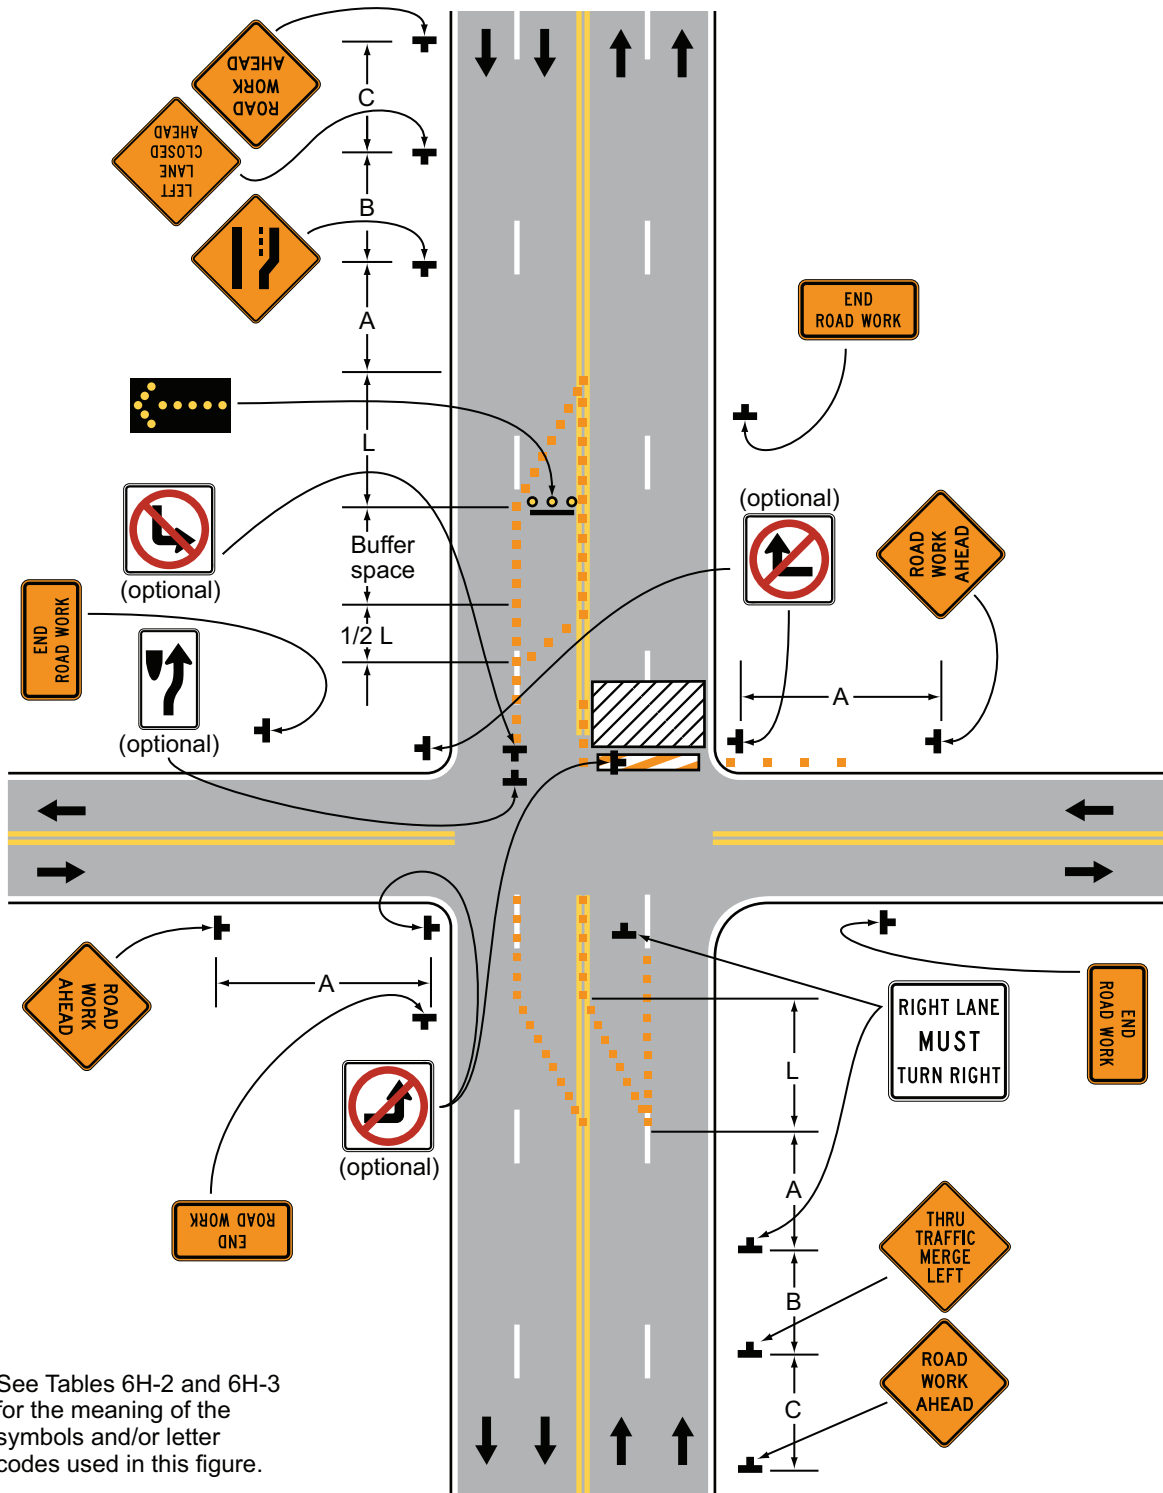 ROAD
WORK
AHEAD
C
LEFT
LANE
CLOSED
AHEAD
B
A
END
ROAD WORK
L
(optional)
Buffer
space
(optional)
ROAD
WORK
AHEAD
END
ROAD WORK
1/2 L
A
(optional)
ROAD
WORK
AHEAD
A
RIGHT LANE
MUST
TURN RIGHT
END
ROAD WORK
L
(optional)
A
END
ROAD WORK
THRU
TRAFFIC
MERGE
LEFT
B
ROAD
WORK
AHEAD
C
See Tables 6H-2 and 6H-3
for the meaning of the
symbols and/or letter
codes used in this figure.